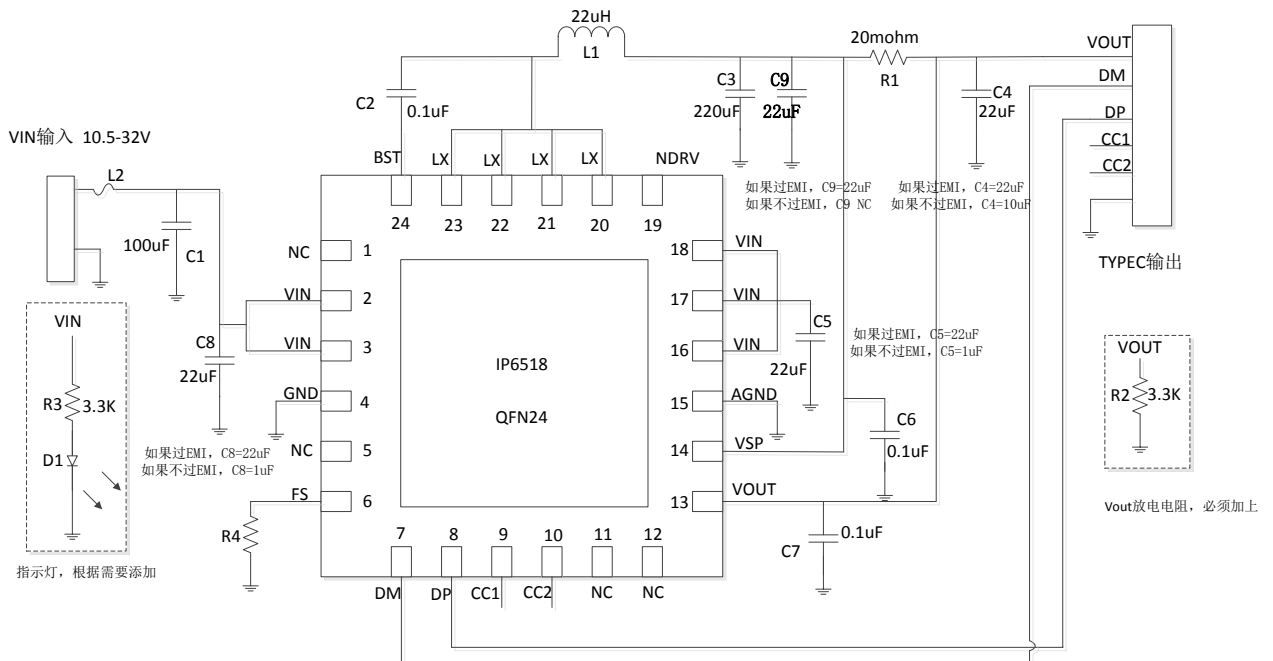 22uH
L1
20mohm
R1
VOUT
DM
DP
CC1
CC2
TYPEC输出
C2
0.1uF
C3
220uF
C9
22uF
C4
22uF
VIN输入 10.5-32V
L2
100uF
C1
BST
LX
LX
LX
LX
NDRV
24
23
22
21
20
19
如果过EMI，C9=22uF
如果不过EMI，C9 NC
如果过EMI，C4=22uF
如果不过EMI，C4=10uF
NC
1
VIN
2
VIN
3
GND
4
NC
5
FS
6
18
VIN
17
VIN
16
VIN
15
AGND
14
VSP
13
VOUT
IP6518
QFN24
C8
22uF
如果过EMI，C8=22uF
如果不过EMI，C8=1uF
C5
22uF
如果过EMI，C5=22uF
如果不过EMI，C5=1uF
C6
0.1uF
C7
0.1uF
R4
7
8
9
10
11
12
DM
DP
CC1
CC2
NC
NC
VIN
R3
3.3K
D1
指示灯，根据需要添加
VOUT
R2
3.3K
Vout放电电阻，必须加上